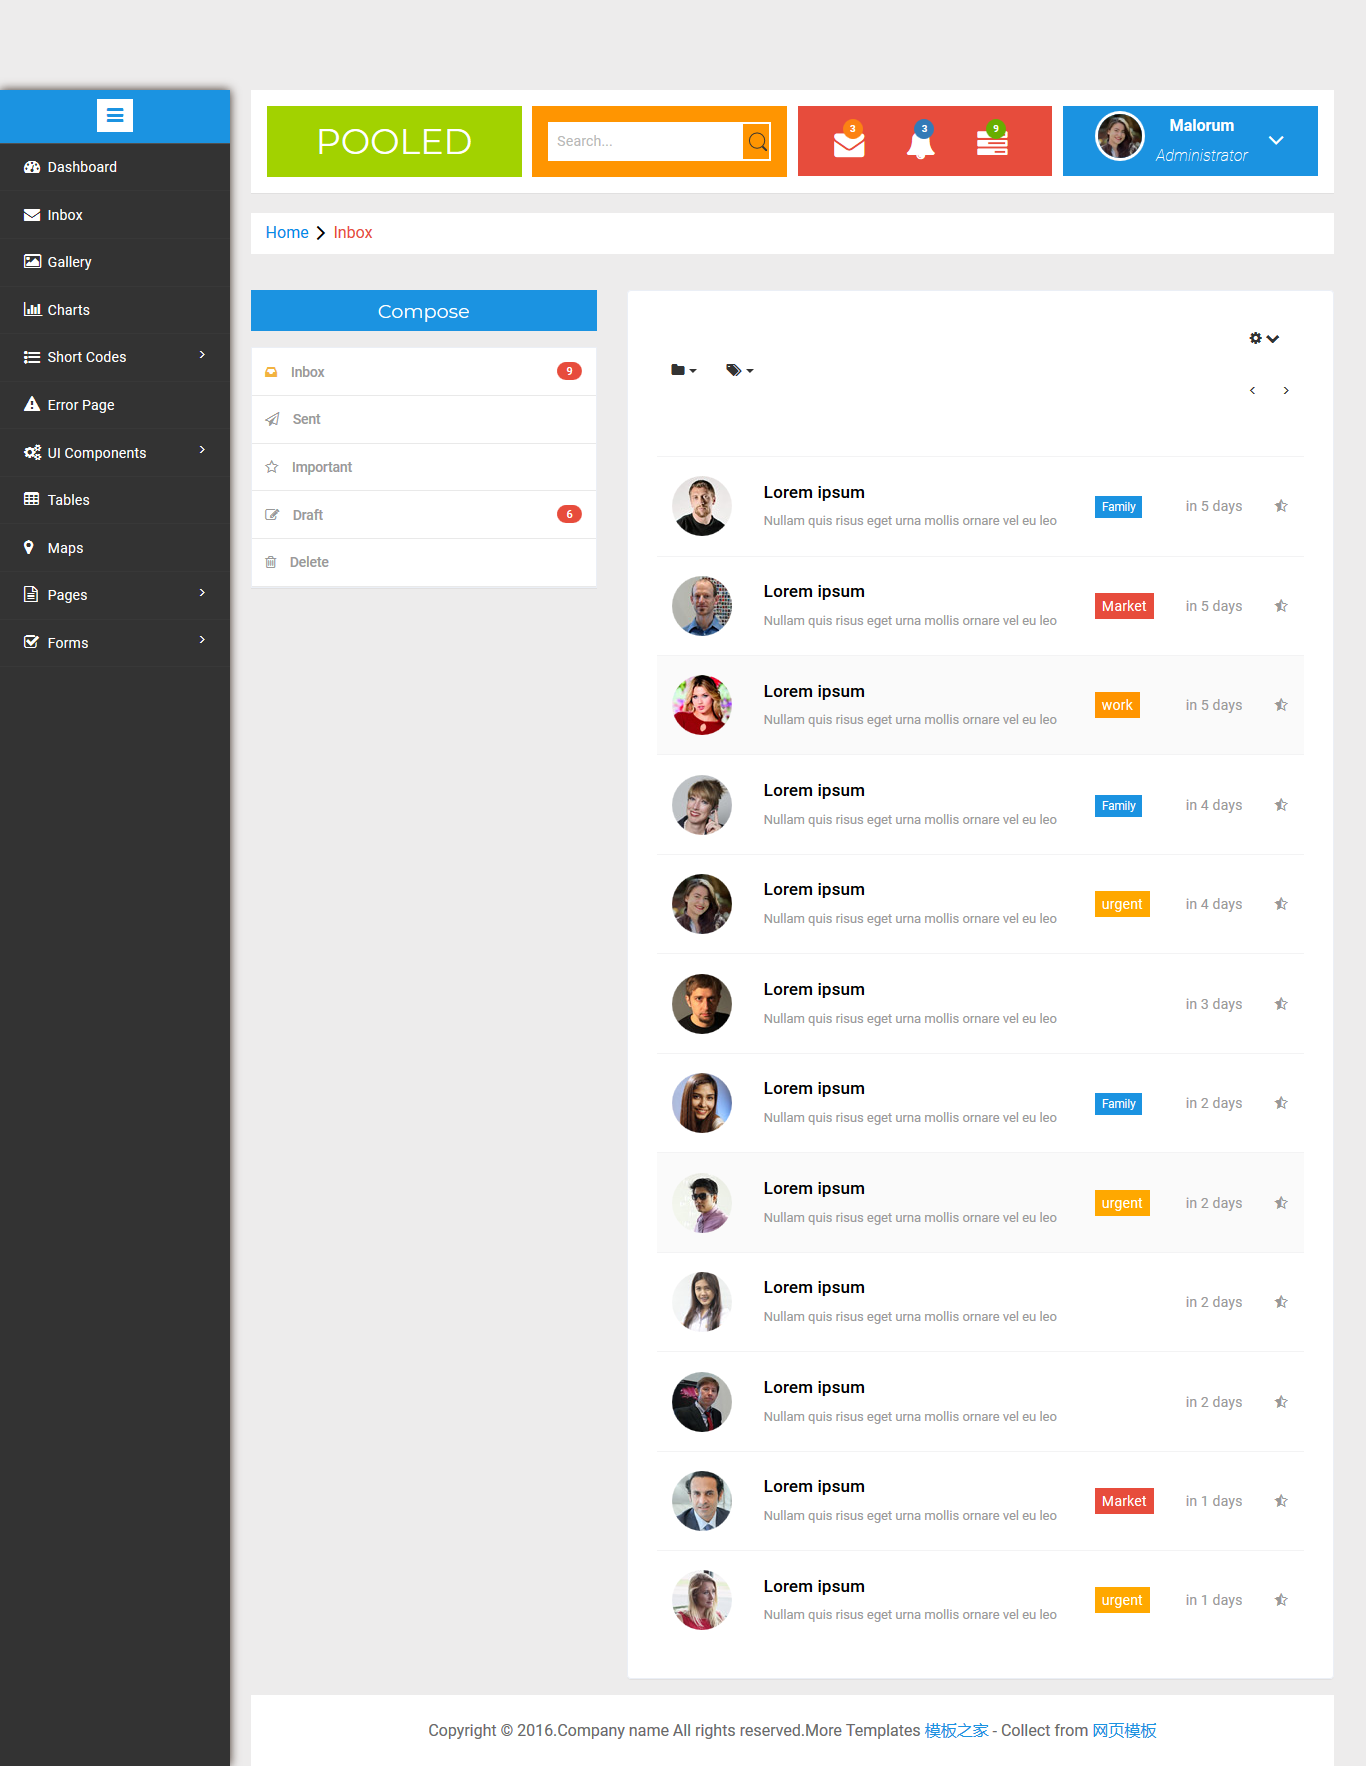 POOLED
Search...
3
3
9
Malorum
Administrator
Dashboard
Inbox
Gallery
Charts
Short Codes
Error Page
UI Components
Tables
Maps
Pages
Forms
Home
Inbox
Compose
Inbox 9
Sent
Important
Draft 6
Delete
Lorem ipsum
Nullam quis risus eget urna mollis ornare vel eu leo
Family
in 5 days
Lorem ipsum
Nullam quis risus eget urna mollis ornare vel eu leo
Market
in 5 days
Lorem ipsum
Nullam quis risus eget urna mollis ornare vel eu leo
work
in 5 days
Lorem ipsum
Nullam quis risus eget urna mollis ornare vel eu leo
Family
in 4 days
Lorem ipsum
Nullam quis risus eget urna mollis ornare vel eu leo
urgent
in 4 days
Lorem ipsum
Nullam quis risus eget urna mollis ornare vel eu leo
in 3 days
Lorem ipsum
Nullam quis risus eget urna mollis ornare vel eu leo
Family
in 2 days
Lorem ipsum
Nullam quis risus eget urna mollis ornare vel eu leo
urgent
in 2 days
Lorem ipsum
Nullam quis risus eget urna mollis ornare vel eu leo
in 2 days
Lorem ipsum
Nullam quis risus eget urna mollis ornare vel eu leo
in 2 days
Lorem ipsum
Nullam quis risus eget urna mollis ornare vel eu leo
Market
in 1 days
Lorem ipsum
Nullam quis risus eget urna mollis ornare vel eu leo
urgent
in 1 days
Copyright © 2016.Company name All rights reserved.More Templates 模板之家 - Collect from 网页模板